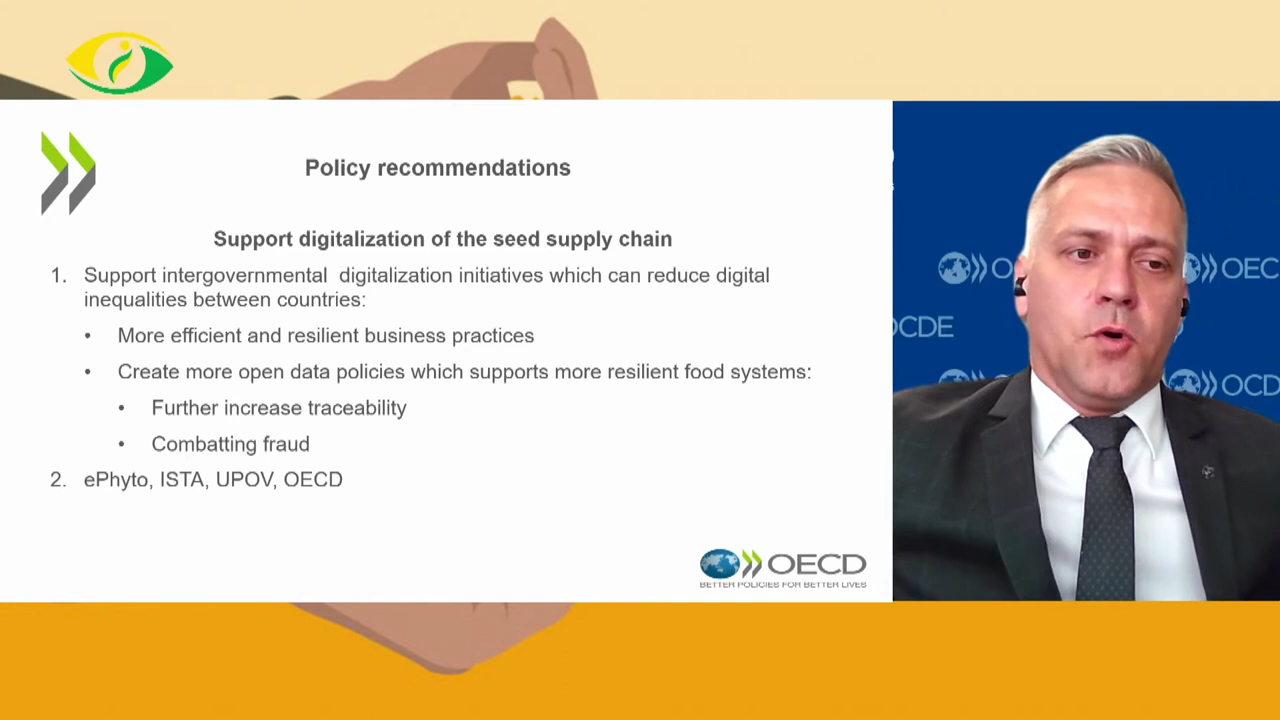 Policy recommendations
Support digitalization of the seed supply chain
1. Support intergovernmental digitalization initiatives which can reduce digital
inequalities between countries:
• More efficient and resilient business practices
• Create more open data policies which supports more resilient food systems:
• Further increase traceability
• Combatting fraud
2. ePhyto, ISTA, UPOV, OECD
OECD
BETTER POLICIES FOR BETTER LIVES
O
OEC
OCDE
OCD